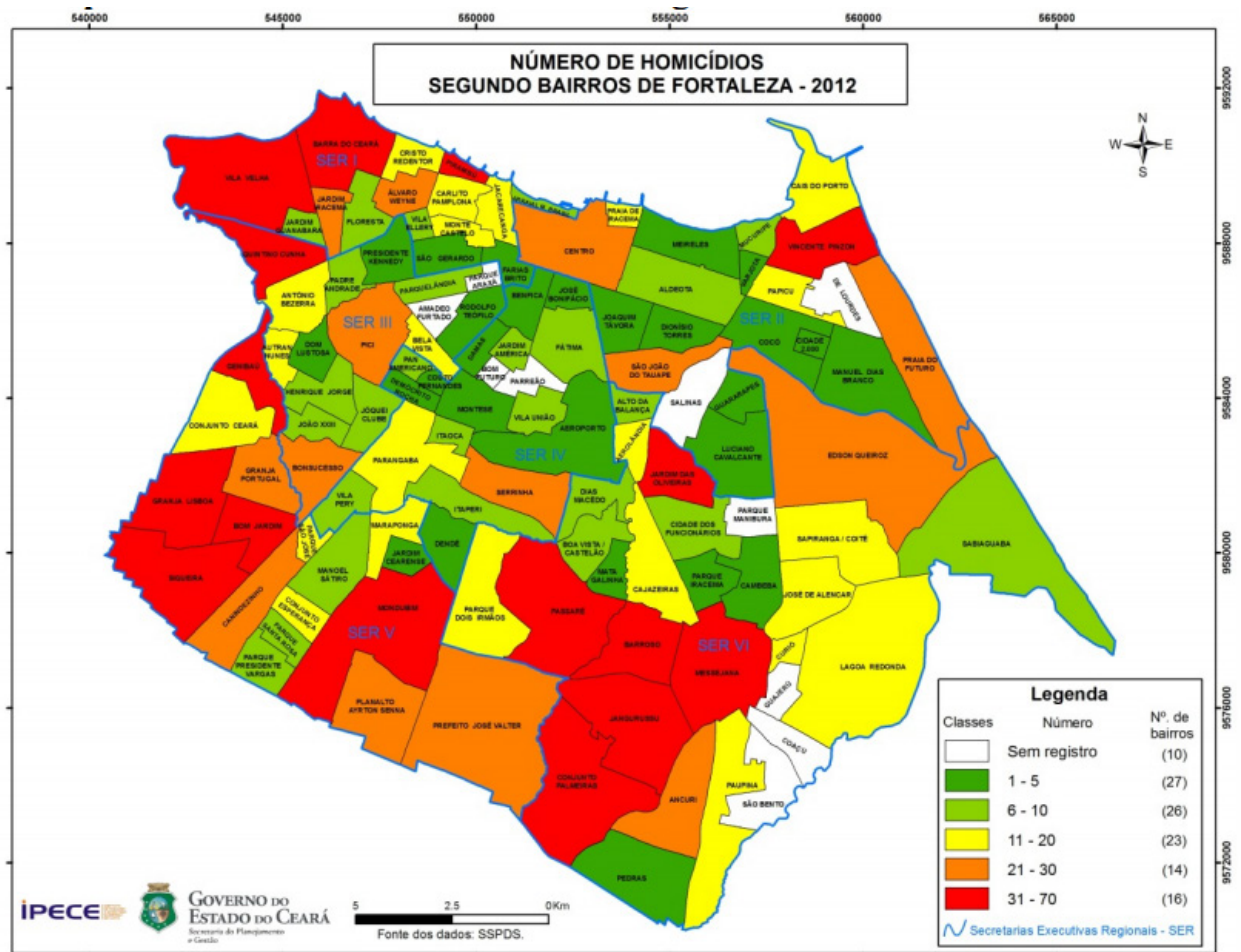 540000
545000
550000
555000
560000
565000
NÚMERO DE HOMICÍDIOS
SEGUNDO BAIRROS DE FORTALEZA - 2012
9592000
9588000
9584000
9580000
9576000
9572000
N
W
E
S
BARRA DO CEARÁ
SER I
VILA VELHA
CRISTO
REDENTOR
PIRAMBU
CAIS DO PORTO
JARDIM
IRACEMA
ÁLVARO
WEYNE
CARLITO
PAMPLONA
JACARECANGA
JARDIM
GUANABARA
FLORESTA
VILA
ELLERY
MONTE
CASTELO
PRAIA DE
IRACEMA
CENTRO
MEIRELES
MUCURIPE
VINCENTE PINZON
QUINTINO CUNHA
PRESIDENTE
KENNEDY
SÃO GERARDO
PARQUE
ARAXÁ
FARIAS
BRITO
VARJOTA
PAPICU
DE LOURDES
ANTÔNIO
BEZERRA
PADRE
ANDRADE
PARQUELÂNDIA
AMADEO
FURTADO
RODOLFO
TEÓFILO
BENFICA
JOSÉ
BONIFÁCIO
ALDEOTA
SER III
PICI
BELA
VISTA
JOAQUIM
TÁVORA
DIONÍSIO
TORRES
SER II
COCÓ
CIDADE
2.000
AUTRAN
NUNES
DOM
LUSTOSA
DAMAS
JARDIM
AMÉRICA
FÁTIMA
MANUEL DIAS
BRANCO
PRAIA DO
FUTURO
GENIBAÚ
PAN
AMERICANO
COUTO
FERNANDES
DEMOCRITO
ROCHA
BOM
FUTURO
PARREÃO
SÃO JOÃO
DO TAUAPE
SALINAS
HENRIQUE JORGE
JÓQUEI
CLUBE
JOÃO XXIII
MONTESE
VILA UNIÃO
AEROPORTO
ALTO DA
BALANÇA
GUARARAPES
CONJUNTO CEARÁ
ITAOCA
SER IV
AEROLÂNDIA
LUCIANO
CAVALCANTE
EDSON QUEIROZ
PARANGABA
GRANJA
PORTUGAL
BONSUCESSO
GRANJA LISBOA
VILA
PERY
SERRINHA
JARDIM DAS
OLIVEIRAS
ITAPERI
DIAS
MACÊDO
PARQUE
MANIBURA
BOM JARDIM
PARQUE
SÃO JOSÉ
MARAPONGA
JARDIM
CEARENSE
DENDÊ
BOA VISTA /
CASTELÃO
CIDADE DOS
FUNCIONÁRIOS
SAPIRANGA / COITÉ
SABIAGUABA
SIQUEIRA
MANOEL
SÁTIRO
MATA
GALINHA
CAJAZEIRAS
PARQUE
IRACEMA
CAMBEBA
JOSÉ DE ALENCAR
CANINDEZINHO
CONJUNTO
ESPERANÇA
MONDUBIM
SER V
PARQUE
DOIS IRMÃOS
PASSARÉ
BARROSO
SER VI
MESSEJANA
CURIÓ
LAGOA REDONDA
PARQUE
SANTA ROSA
PARQUE
PRESIDENTE
VARGAS
GUAJERÚ
PLANALTO
AYRTON SENNA
PREFEITO JOSÉ VALTER
JANGURUSSU
COAÇU
CONJUNTO
PALMEIRAS
ANCURI
PAUPINA
SÃO BENTO
PEDRAS
Legenda
Classes Número Nº. de
bairros
Sem registro (10)
1 - 5 (27)
6 - 10 (26)
11 - 20 (23)
21 - 30 (14)
31 - 70 (16)
Secretarias Executivas Regionais - SER
IPECE
GOVERNO DO
ESTADO DO CEARÁ
Secretaria do Planejamento
e Gestão
5 2.5 0Km
Fonte dos dados: SSPDS.